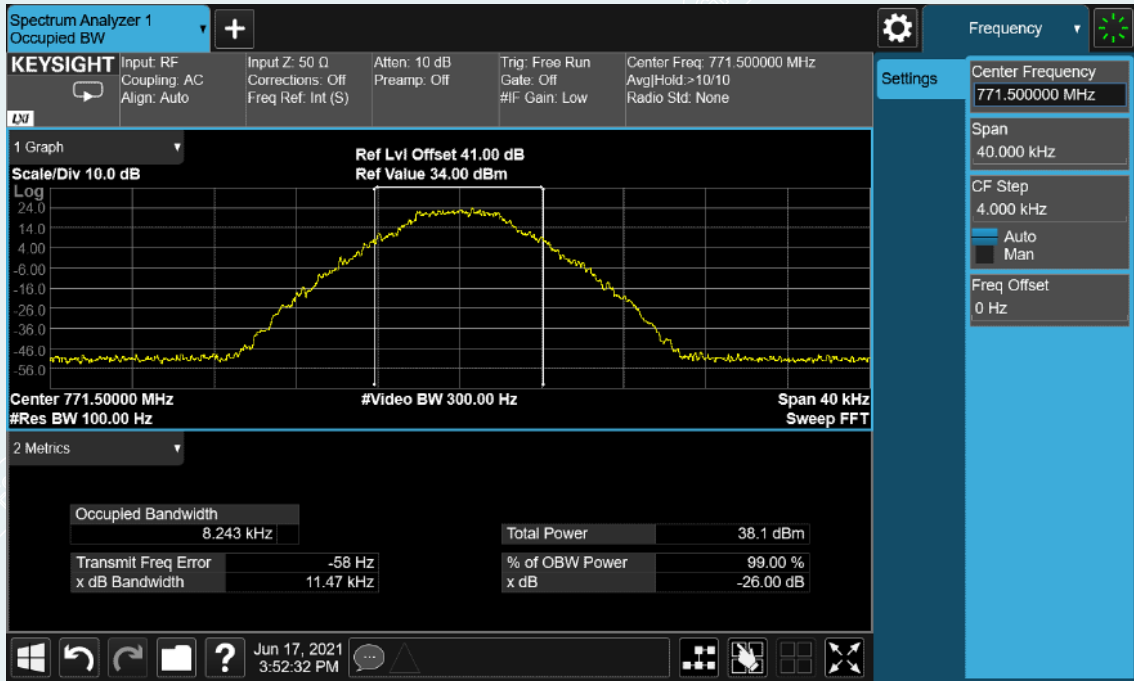 Spectrum Analyzer 1
Occupied BW
+
Frequency
KEYSIGHT
LXI
Input: RF
Coupling: AC
Align: Auto
Input Z: 50 Ω
Corrections: Off
Freq Ref: Int (S)
Atten: 10 dB
Preamp: Off
Trig: Free Run
Gate: Off
#IF Gain: Low
Center Freq: 771.500000 MHz
Avg|Hold:>10/10
Radio Std: None
Settings
Center Frequency
771.500000 MHz
Span
40.000 kHz
CF Step
4.000 kHz
Auto
Man
Freq Offset
0 Hz
1 Graph
Scale/Div 10.0 dB
Ref Lvl Offset 41.00 dB
Ref Value 34.00 dBm
Log
24.0
14.0
4.00
-6.00
-16.0
-26.0
-36.0
-46.0
-56.0
Center 771.50000 MHz
#Video BW 300.00 Hz
Span 40 kHz
#Res BW 100.00 Hz
Sweep FFT
2 Metrics
Occupied Bandwidth
8.243 kHz
Total Power 38.1 dBm
Transmit Freq Error -58 Hz
% of OBW Power 99.00 %
x dB Bandwidth 11.47 kHz
x dB -26.00 dB
?
Jun 17, 2021
3:52:32 PM